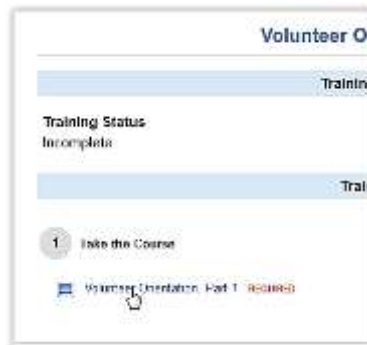 Volunteer O
Trainin
Training Status
Incomplete
Trai
1 Take the Course
Volunteer Orientation, Part 1 REQUIRED